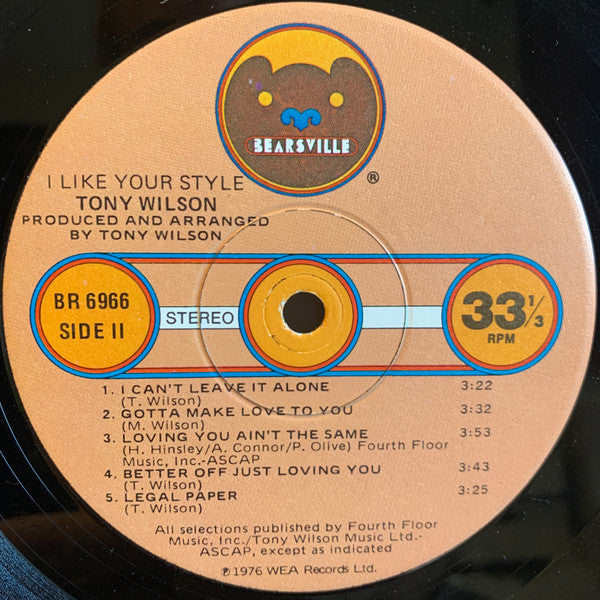 BEARSVILLE
®
I LIKE YOUR STYLE
TONY WILSON
PRODUCED AND ARRANGED
BY TONY WILSON
BR 6966
SIDE II
STEREO
33 1/3
RPM
1. I CAN'T LEAVE IT ALONE 3:22
(T. Wilson)
2. GOTTA MAKE LOVE TO YOU 3:32
(M. Wilson)
3. LOVING YOU AIN'T THE SAME 3:53
(H. Hinsley/A. Connor/P. Olive) Fourth Floor
Music, Inc.-ASCAP
4. BETTER OFF JUST LOVING YOU 3:43
(T. Wilson)
5. LEGAL PAPER 3:25
(T. Wilson)
All selections published by Fourth Floor
Music, Inc./Tony Wilson Music Ltd.-
ASCAP, except as indicated
℗ 1976 WEA Records Ltd.